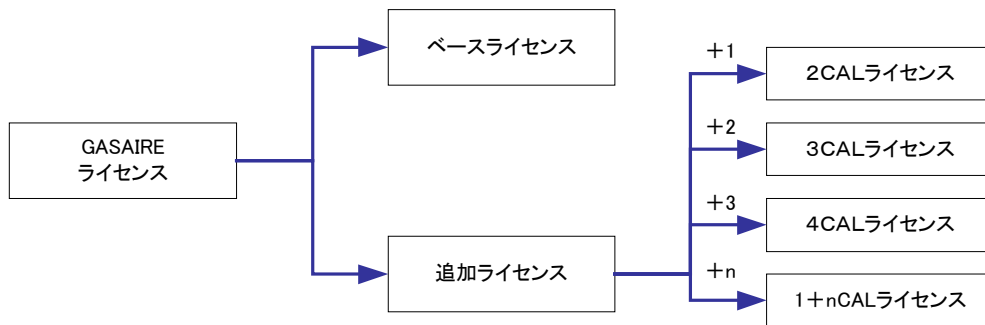 GASAIRE
ライセンス
ベースライセンス
追加ライセンス
＋1
2CALライセンス
＋2
3CALライセンス
＋3
4CALライセンス
＋n
1＋nCALライセンス